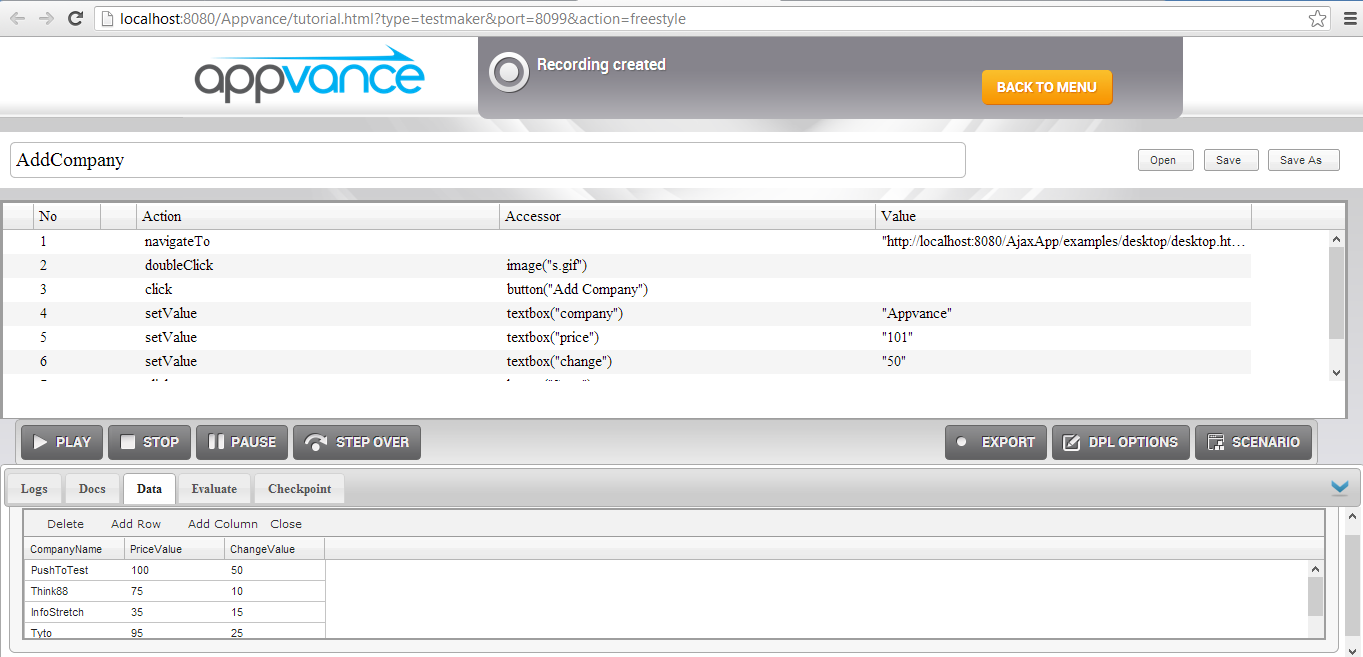 localhost:8080/Appvance/tutorial.html?type=testmaker&port=8099&action=freestyle
appvance
Recording created
BACK TO MENU
AddCompany
Open Save Save As
No Action Accessor Value
1 navigateTo "http://localhost:8080/AjaxApp/examples/desktop/desktop.ht...
2 doubleClick image("s.gif")
3 click button("Add Company")
4 setValue textbox("company") "Appvance"
5 setValue textbox("price") "101"
6 setValue textbox("change") "50"
PLAY STOP PAUSE STEP OVER EXPORT DPL OPTIONS SCENARIO
Logs Docs Data Evaluate Checkpoint
Delete Add Row Add Column Close
CompanyName PriceValue ChangeValue
PushToTest 100 50
Think88 75 10
InfoStretch 35 15
Tyto 95 25